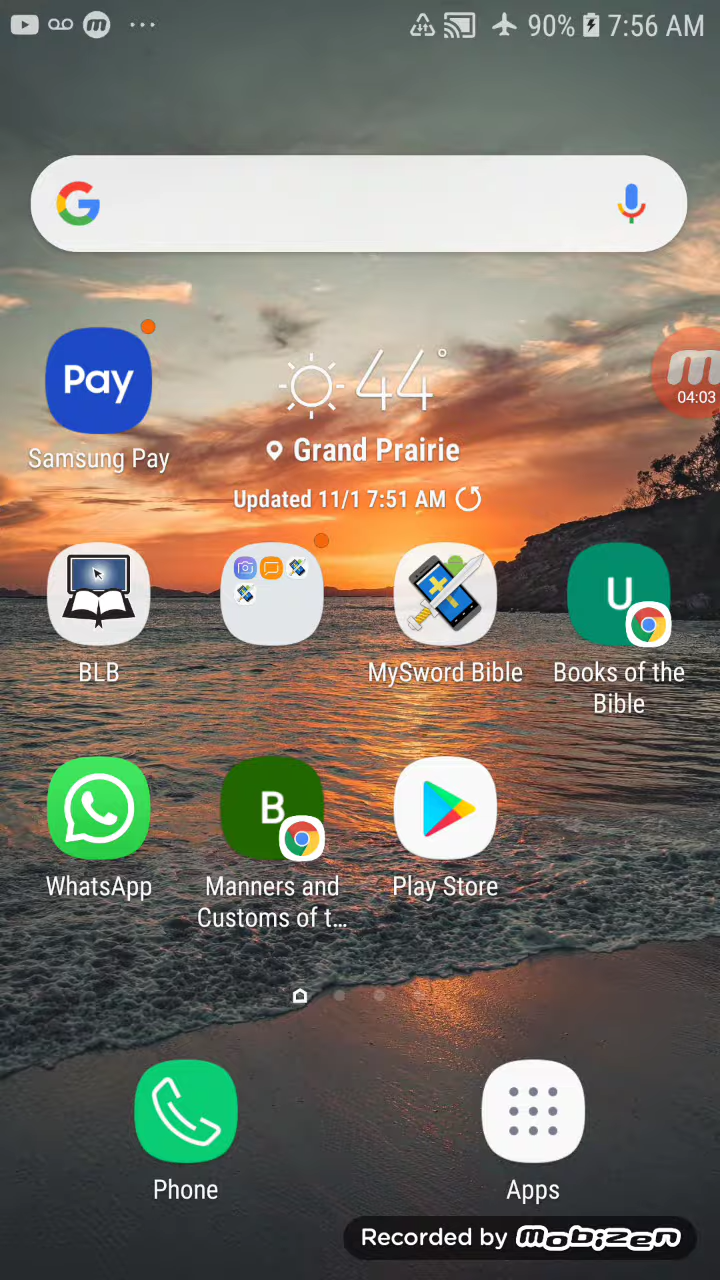 90% 7:56 AM
Pay
Samsung Pay
44°
Grand Prairie
Updated 11/1 7:51 AM
04:03
BLB
MySword Bible
U
Books of the
Bible
WhatsApp
B
Manners and
Customs of t...
Play Store
Phone
Apps
Recorded by mobizen